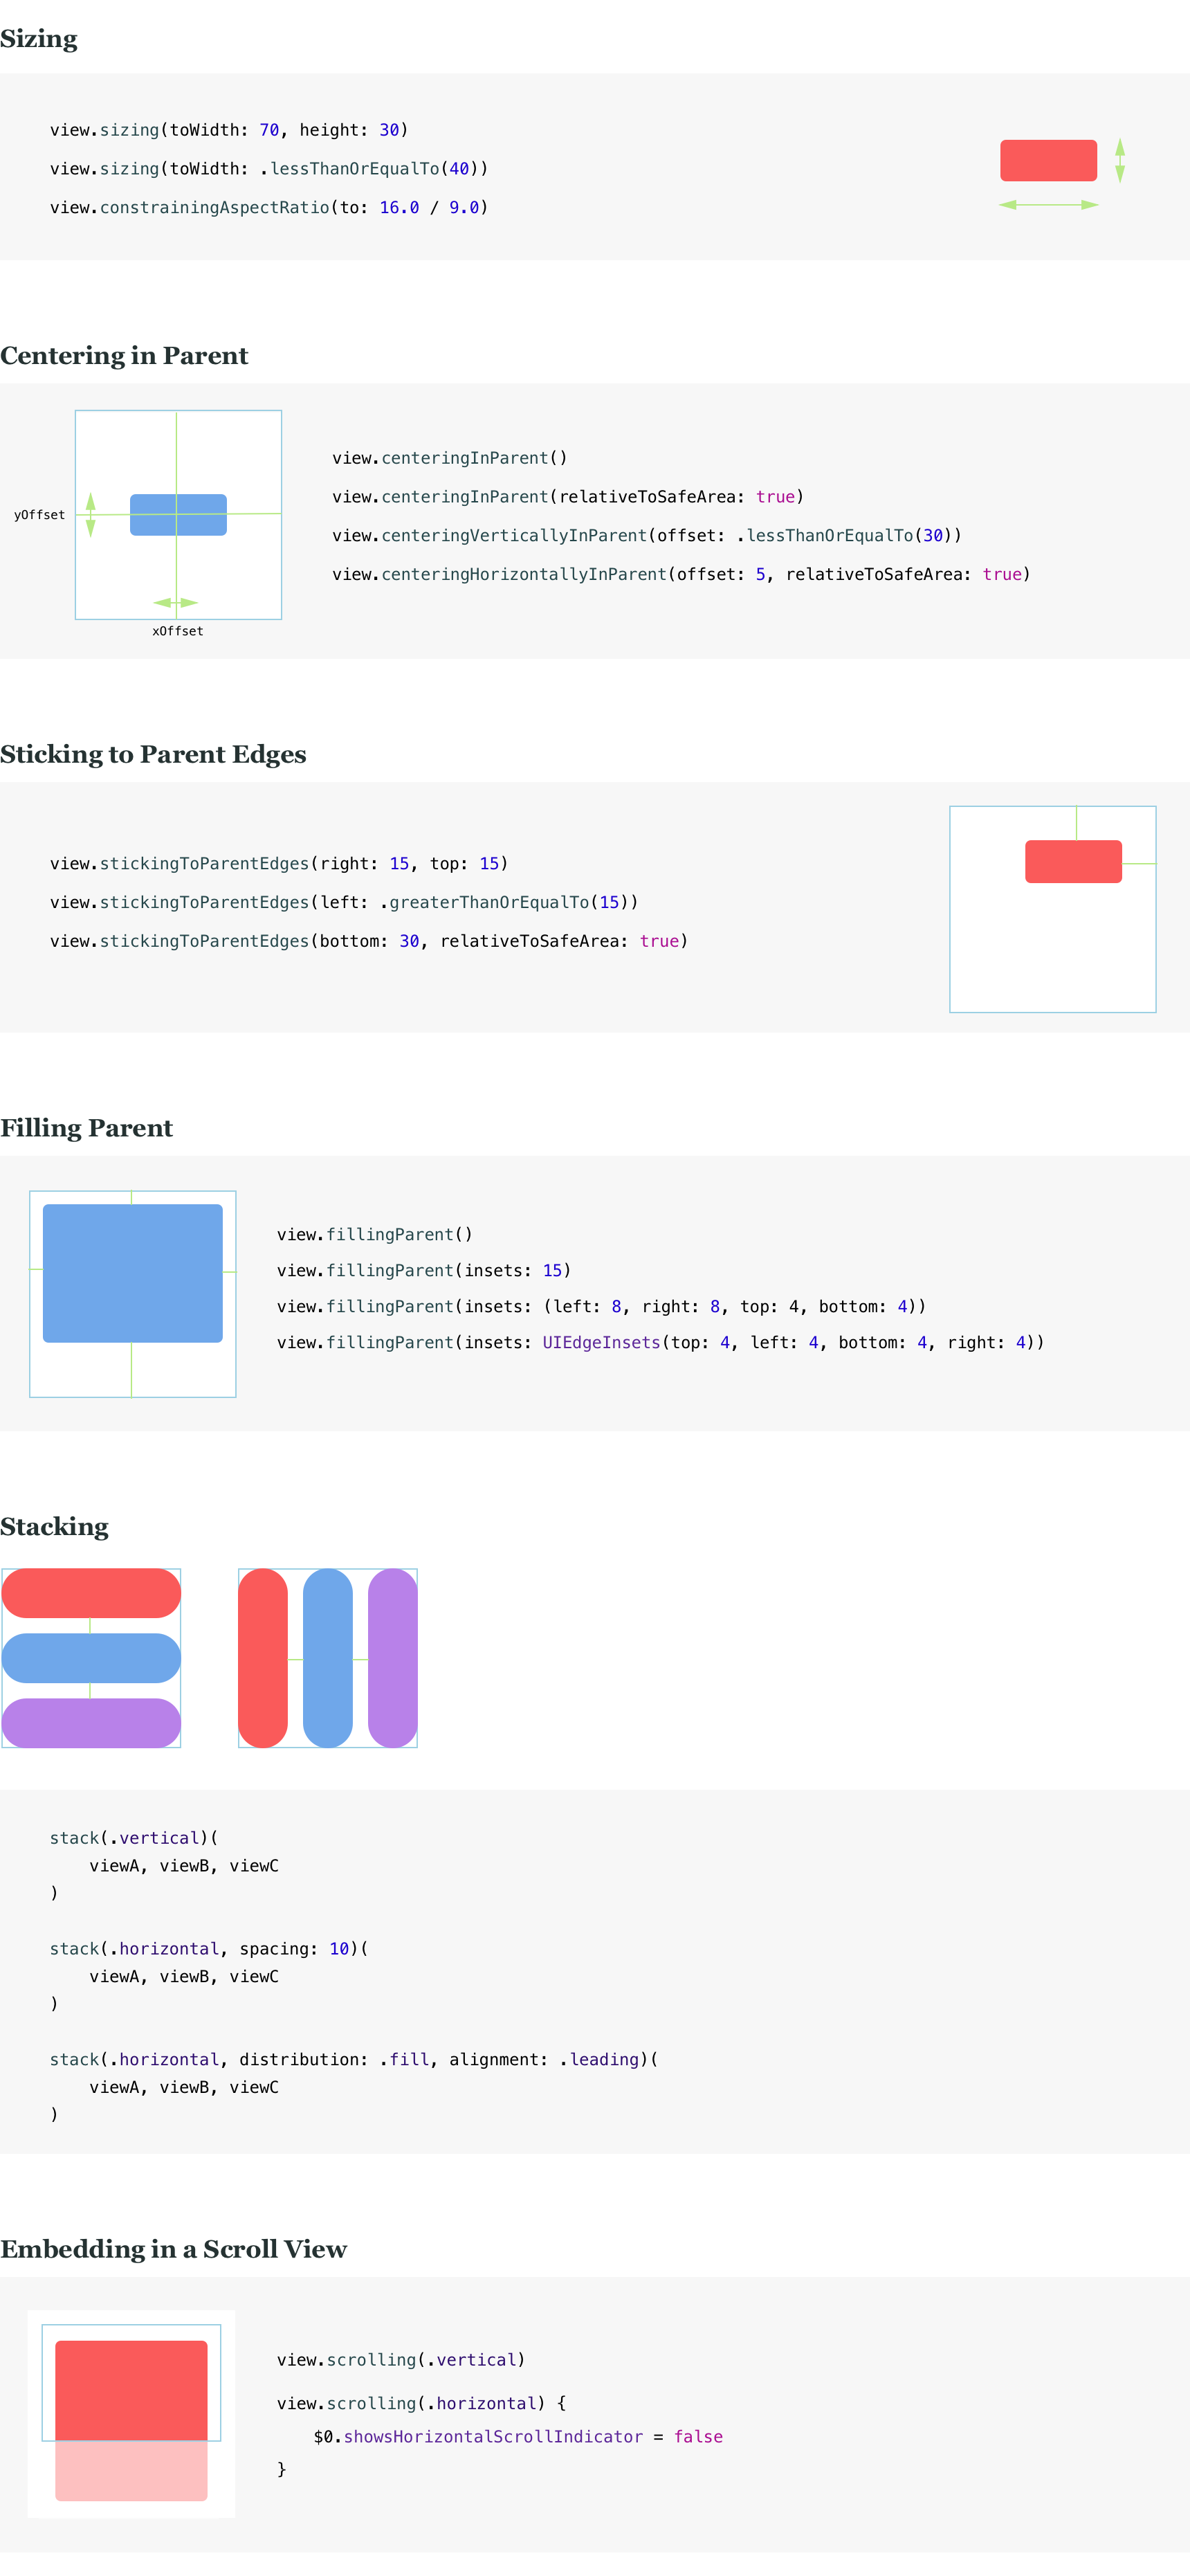 Sizing
view.sizing(toWidth: 70, height: 30)
view.sizing(toWidth: .lessThanOrEqualTo(40))
view.constrainingAspectRatio(to: 16.0 / 9.0)
Centering in Parent
yOffset
xOffset
view.centeringInParent()
view.centeringInParent(relativeToSafeArea: true)
view.centeringVerticallyInParent(offset: .lessThanOrEqualTo(30))
view.centeringHorizontallyInParent(offset: 5, relativeToSafeArea: true)
Sticking to Parent Edges
view.stickingToParentEdges(right: 15, top: 15)
view.stickingToParentEdges(left: .greaterThanOrEqualTo(15))
view.stickingToParentEdges(bottom: 30, relativeToSafeArea: true)
Filling Parent
view.fillingParent()
view.fillingParent(insets: 15)
view.fillingParent(insets: (left: 8, right: 8, top: 4, bottom: 4))
view.fillingParent(insets: UIEdgeInsets(top: 4, left: 4, bottom: 4, right: 4))
Stacking
stack(.vertical)(
    viewA, viewB, viewC
)
stack(.horizontal, spacing: 10)(
    viewA, viewB, viewC
)
stack(.horizontal, distribution: .fill, alignment: .leading)(
    viewA, viewB, viewC
)
Embedding in a Scroll View
view.scrolling(.vertical)
view.scrolling(.horizontal) {
    $0.showsHorizontalScrollIndicator = false
}